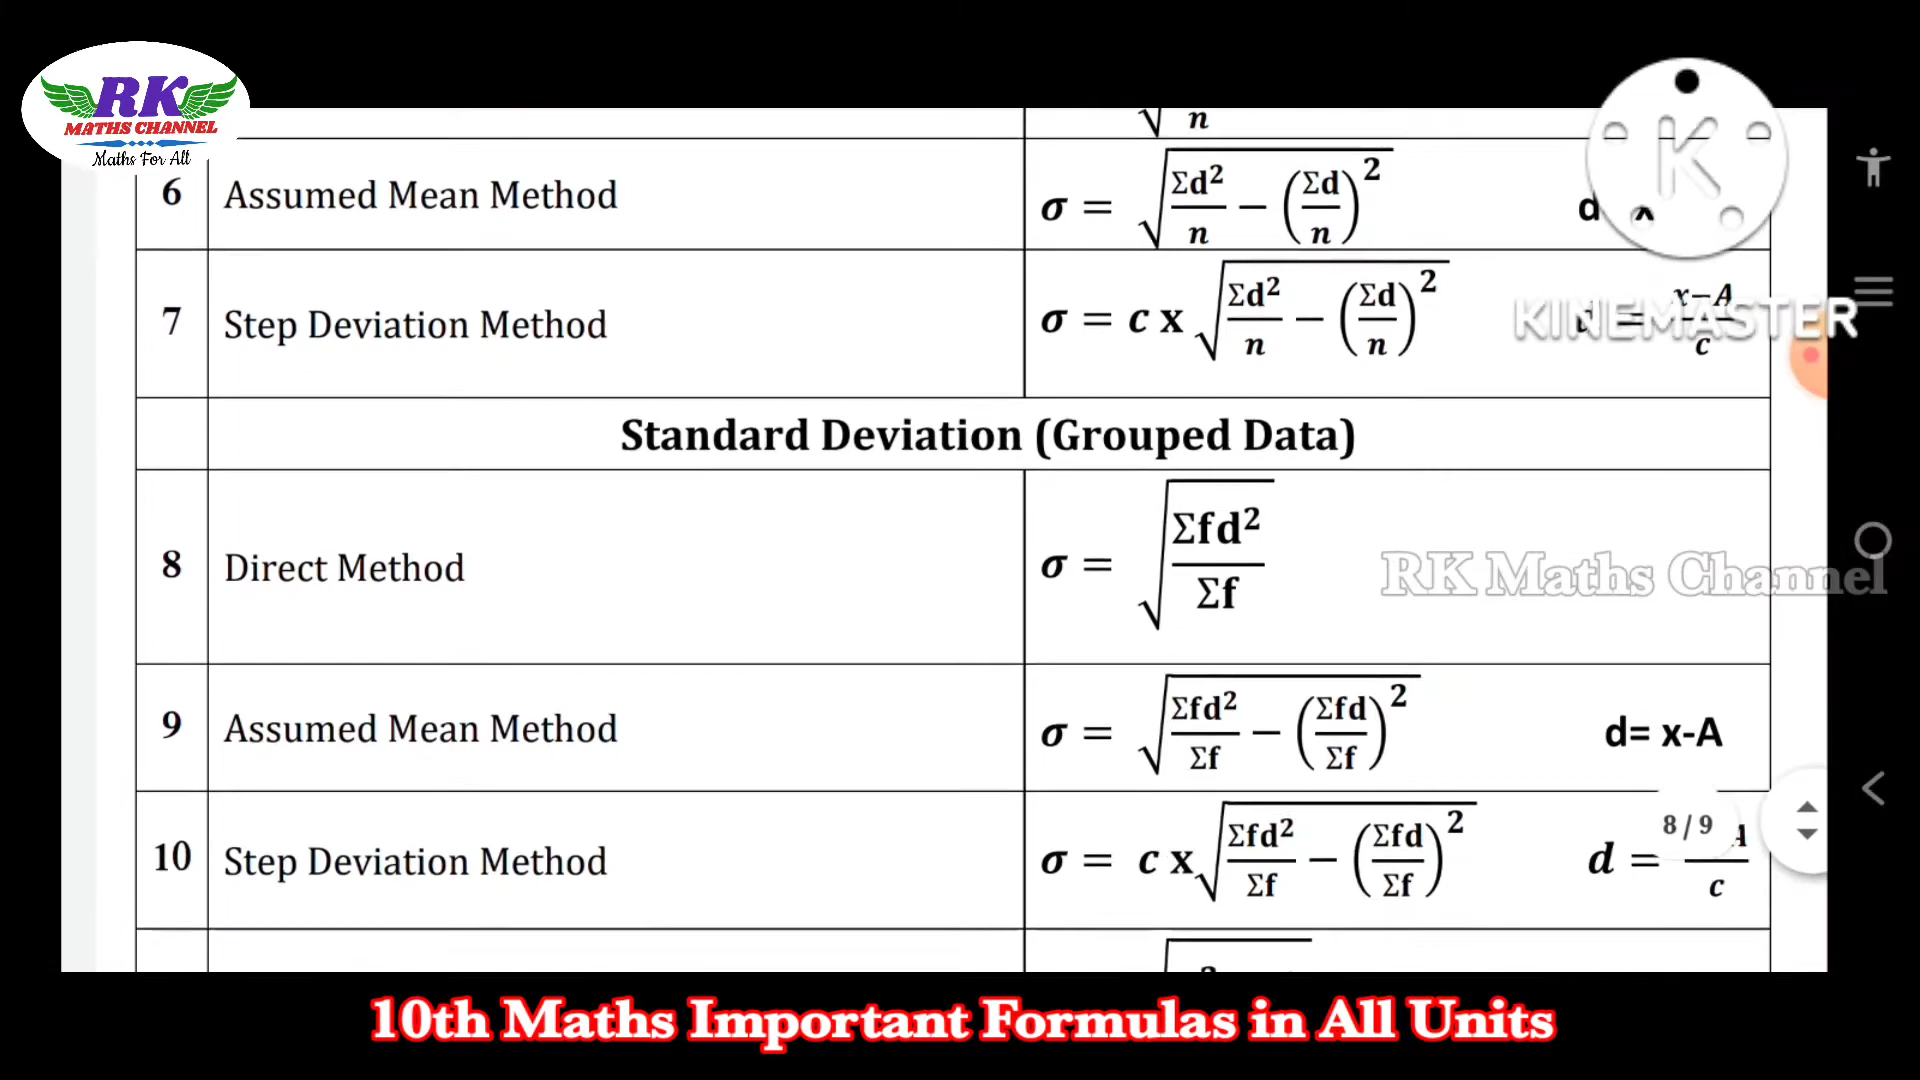 RK
MATHS CHANNEL
Maths For All
n
6 Assumed Mean Method σ = √(Σd²/n − (Σd/n)²) d
7 Step Deviation Method σ = c x √(Σd²/n − (Σd/n)²) d = x−A/c
K
KINEMASTER
Standard Deviation (Grouped Data)
8 Direct Method σ = √(Σfd²/Σf)
RK Maths Channel
9 Assumed Mean Method σ = √(Σfd²/Σf − (Σfd/Σf)²) d= x-A
10 Step Deviation Method σ = c x √(Σfd²/Σf − (Σfd/Σf)²) d = A/c
8 / 9
10th Maths Important Formulas in All Units